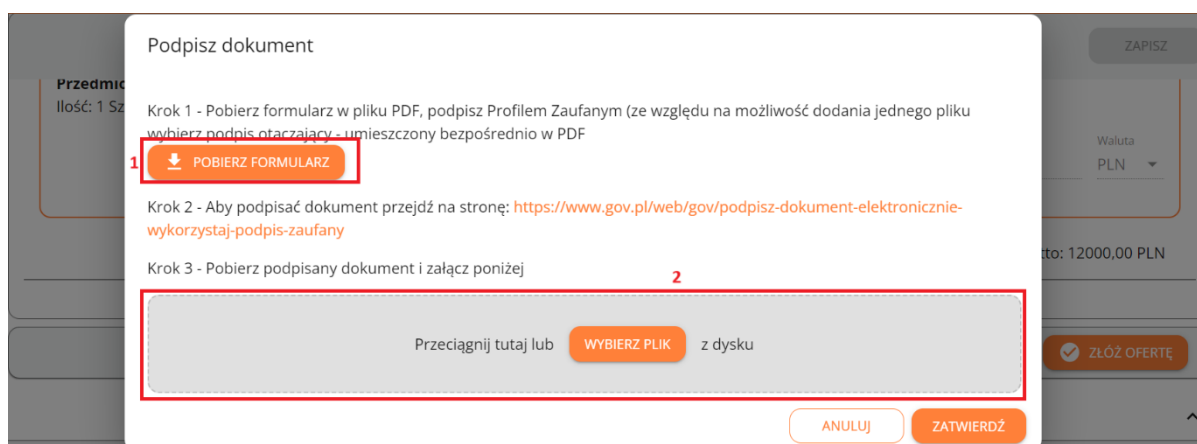 Podpisz dokument
ZAPISZ
Przedmio
Ilość: 1 Sz
Krok 1 - Pobierz formularz w pliku PDF, podpisz Profilem Zaufanym (ze względu na możliwość dodania jednego pliku
wybierz podpis otaczający - umieszczony bezpośrednio w PDF
Waluta
PLN
1
POBIERZ FORMULARZ
Krok 2 - Aby podpisać dokument przejdź na stronę: https://www.gov.pl/web/gov/podpisz-dokument-elektronicznie-
wykorzystaj-podpis-zaufany
tto: 12000,00 PLN
Krok 3 - Pobierz podpisany dokument i załącz poniżej
2
Przeciągnij tutaj lub WYBIERZ PLIK z dysku
ZŁÓŻ OFERTĘ
ANULUJ
ZATWIERDŹ